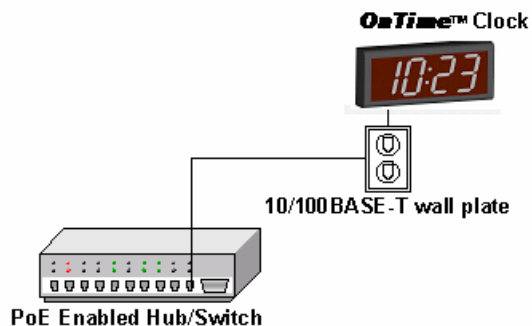 OnTime™ Clock
10:23
10/100BASE-T wall plate
PoE Enabled Hub/Switch